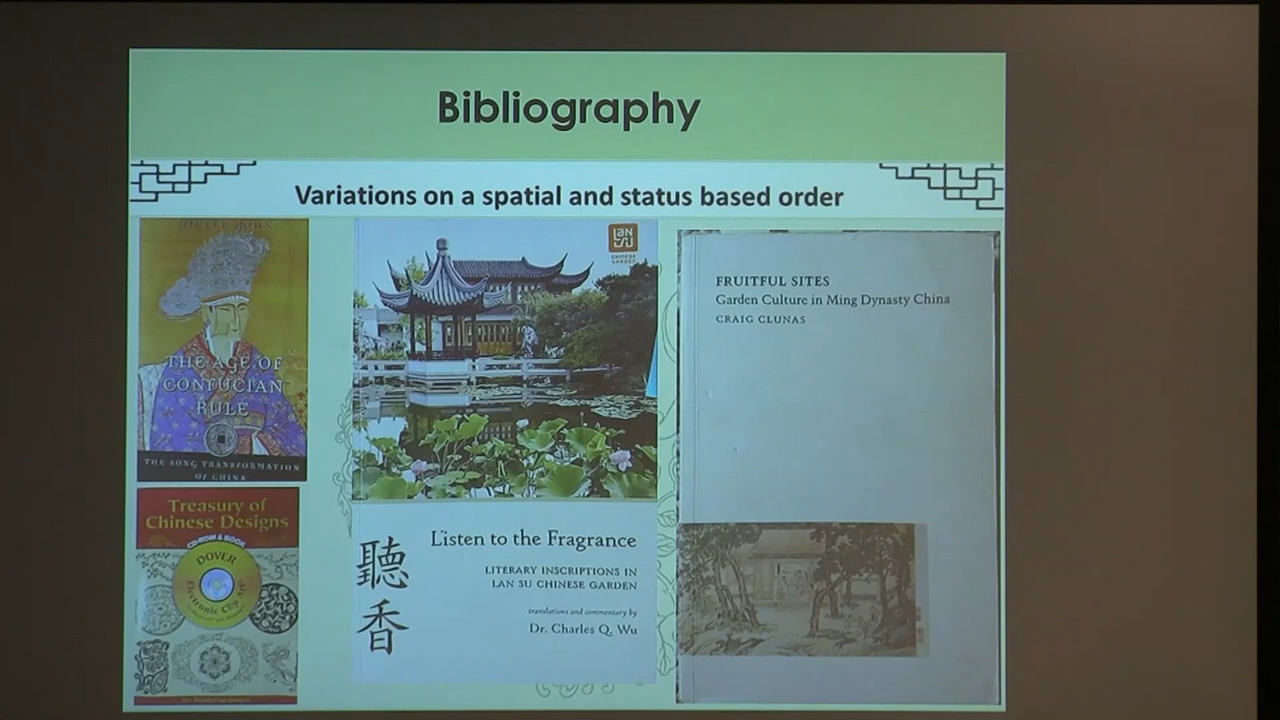 Bibliography
Variations on a spatial and status based order
DIETER KUHN
THE AGE OF
CONFUCIAN
RULE
THE SONG TRANSFORMATION
OF CHINA
Treasury of
Chinese Designs
CD-ROM & BOOK
DOVER
Electronic Clip Art
LAN
SU
CHINESE
GARDEN
Listen to the Fragrance
LITERARY INSCRIPTIONS IN
LAN SU CHINESE GARDEN
translations and commentary by
Dr. Charles Q. Wu
聽
香
FRUITFUL SITES
Garden Culture in Ming Dynasty China
CRAIG CLUNAS